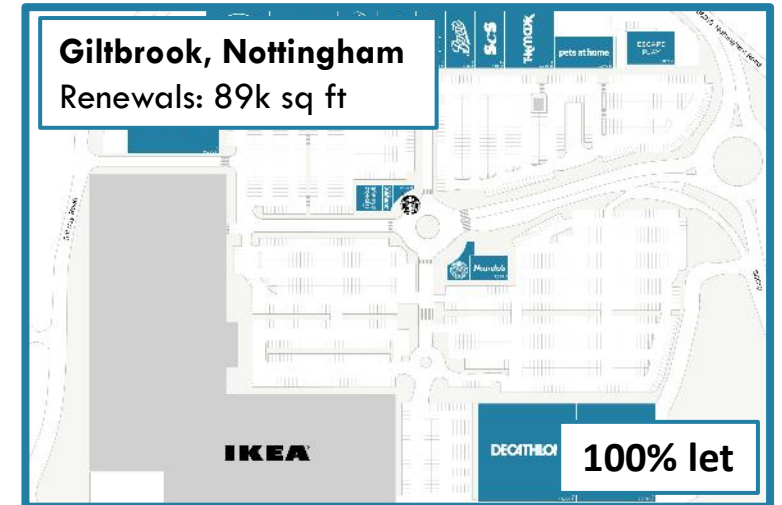 Giltbrook, Nottingham
Renewals: 89k sq ft
Boots
SCS
TK Maxx
pets at home
ESCAPE
PLAY
Nando's
IKEA
DECATHLON
100% let